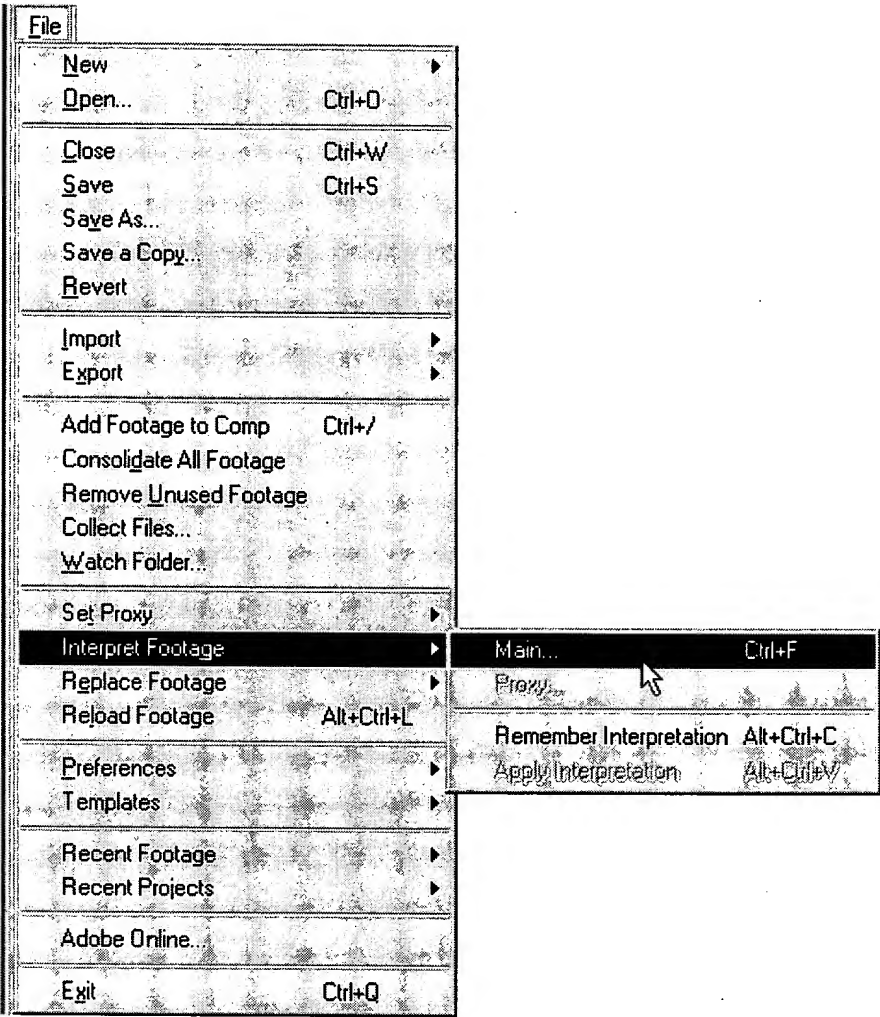 File
New
Open... Ctrl+O
Close Ctrl+W
Save Ctrl+S
Save As...
Save a Copy...
Revert
Import
Export
Add Footage to Comp Ctrl+/
Consolidate All Footage
Remove Unused Footage
Collect Files...
Watch Folder...
Set Proxy
Interpret Footage Main... Ctrl+F
Replace Footage Proxy...
Reload Footage Alt+Ctrl+L Remember Interpretation Alt+Ctrl+C
Preferences Apply Interpretation Alt+Ctrl+V
Templates
Recent Footage
Recent Projects
Adobe Online...
Exit Ctrl+Q